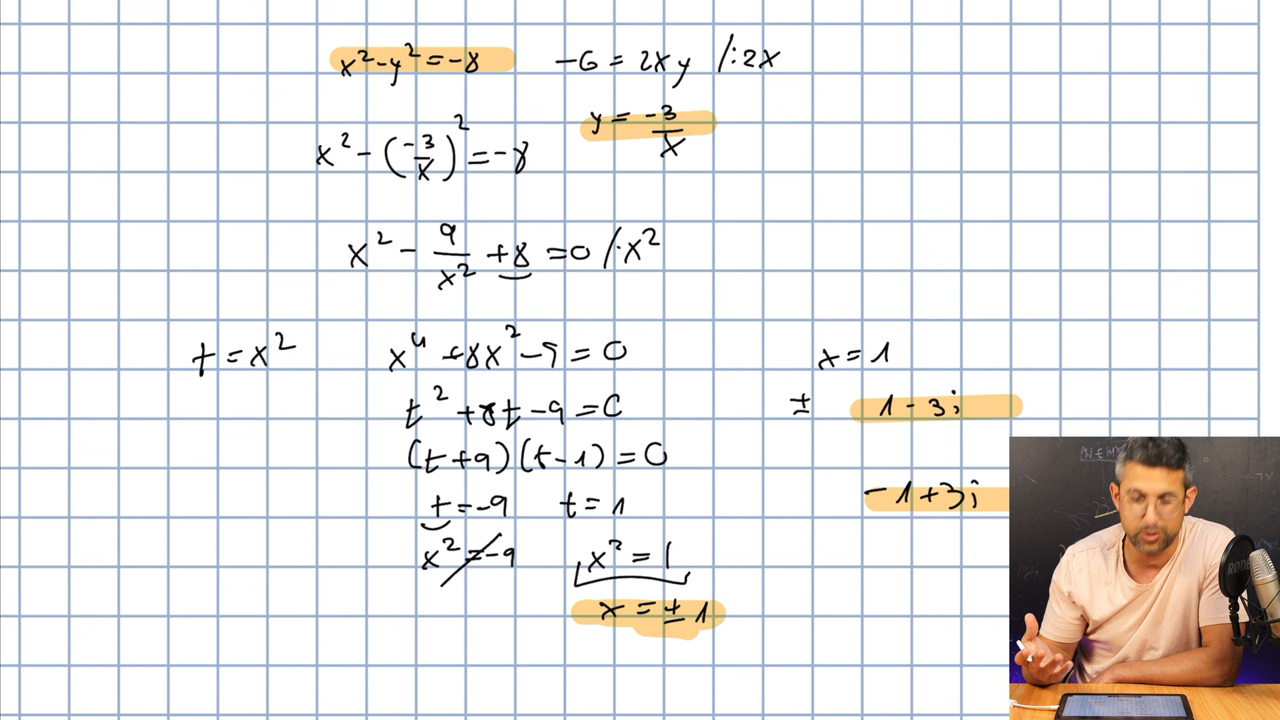 x² - y² = -8
-6 = 2xy /:2x
y = -3/x
x² - (-3/x)² = -8
x² - 9/x² + 8 = 0 /·x²
t = x²
x⁴ + 8x² - 9 = 0
x = 1
t² + 8t - 9 = 0
± 1 - 3i
(t + 9)(t - 1) = 0
t = -9
t = 1
-1 + 3i
x² = -9
x² = 1
x = ± 1
RODE